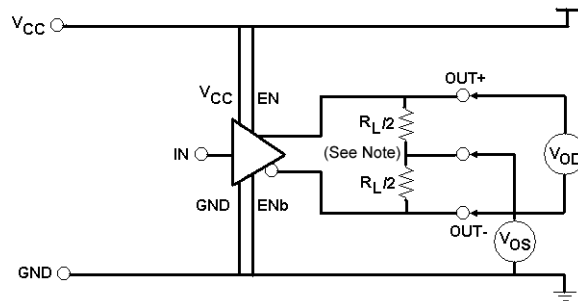 VCC
OUT+
VCC EN
RL/2
IN
(See Note)
VOD
RL/2
GND ENb
OUT-
VOS
GND